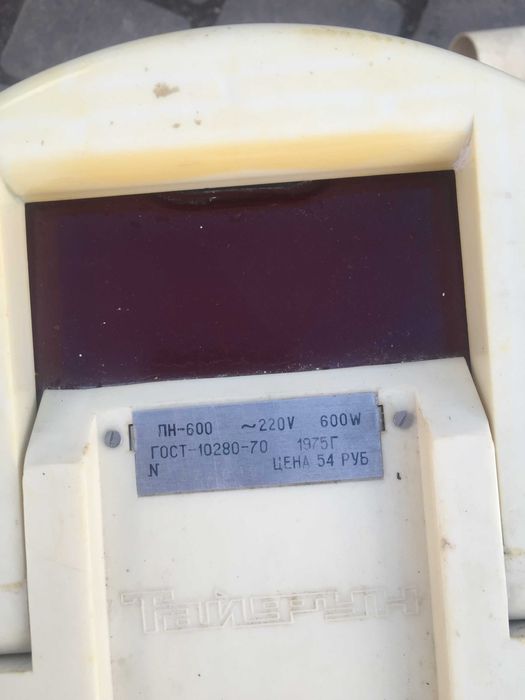 ПН-600 ~220V 600W
ГОСТ-10280-70 1975Г
N ЦЕНА 54 РУБ
Тайфун